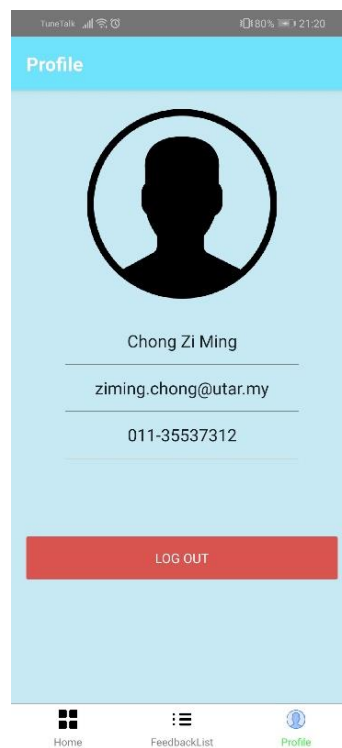 TuneTalk 80% 21:20
Profile
Chong Zi Ming
ziming.chong@utar.my
011-35537312
LOG OUT
Home FeedbackList Profile